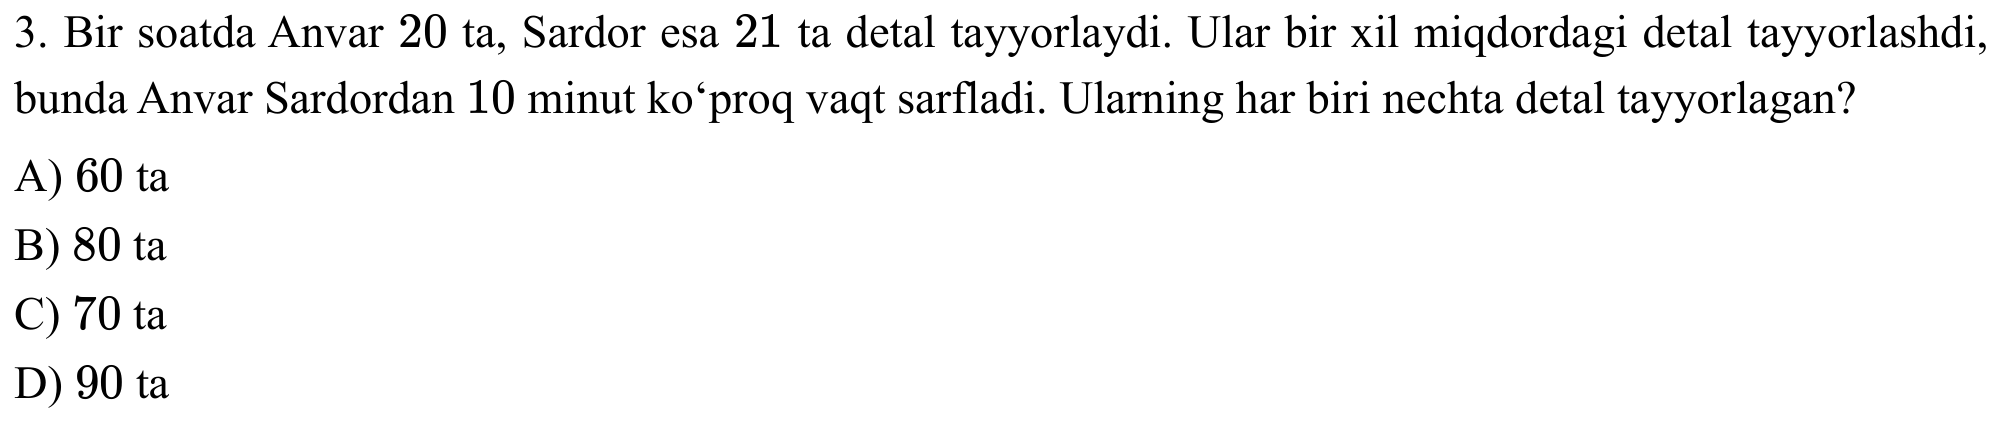 3. Bir soatda Anvar 20 ta, Sardor esa 21 ta detal tayyorlaydi. Ular bir xil miqdordagi detal tayyorlashdi,
bunda Anvar Sardordan 10 minut ko‘proq vaqt sarfladi. Ularning har biri nechta detal tayyorlagan?
A) 60 ta
B) 80 ta
C) 70 ta
D) 90 ta